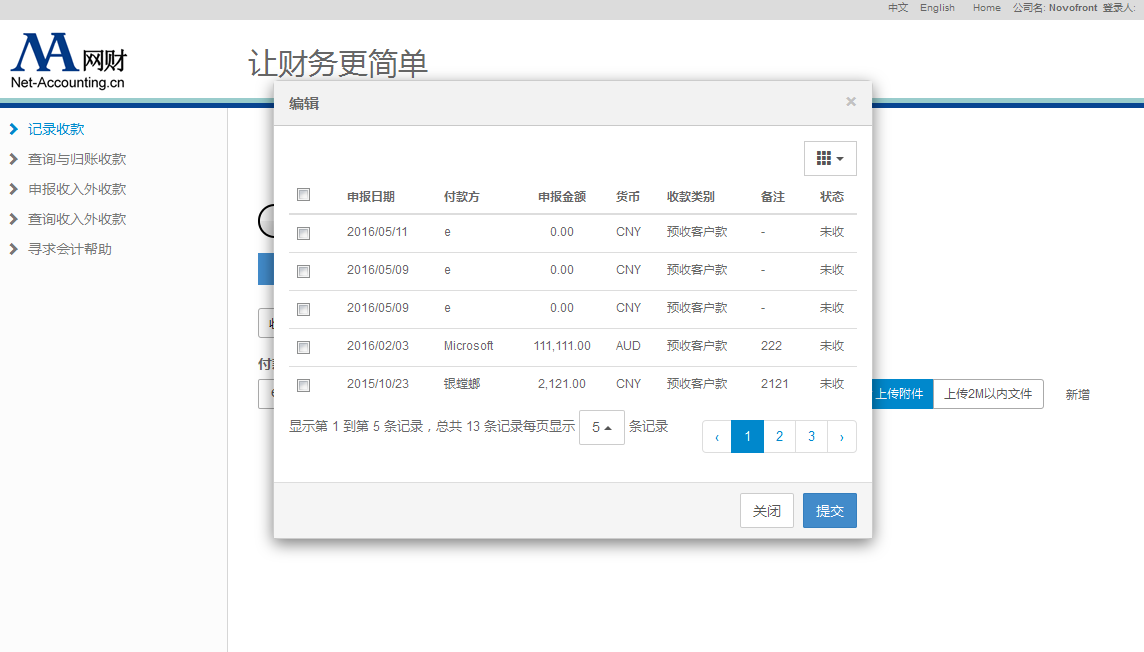 中文 English Home 公司名: Novofront 登录人:
网财
Net-Accounting.cn
让财务更简单
记录收款
查询与归账收款
申报收入外收款
查询收入外收款
寻求会计帮助
编辑 ×
申报日期 付款方 申报金额 货币 收款类别 备注 状态
2016/05/11 e 0.00 CNY 预收客户款 - 未收
2016/05/09 e 0.00 CNY 预收客户款 - 未收
2016/05/09 e 0.00 CNY 预收客户款 - 未收
2016/02/03 Microsoft 111,111.00 AUD 预收客户款 222 未收
2015/10/23 银螳螂 2,121.00 CNY 预收客户款 2121 未收
显示第 1 到第 5 条记录，总共 13 条记录每页显示 5 条记录
‹ 1 2 3 ›
关闭 提交
上传附件 上传2M以内文件 新增